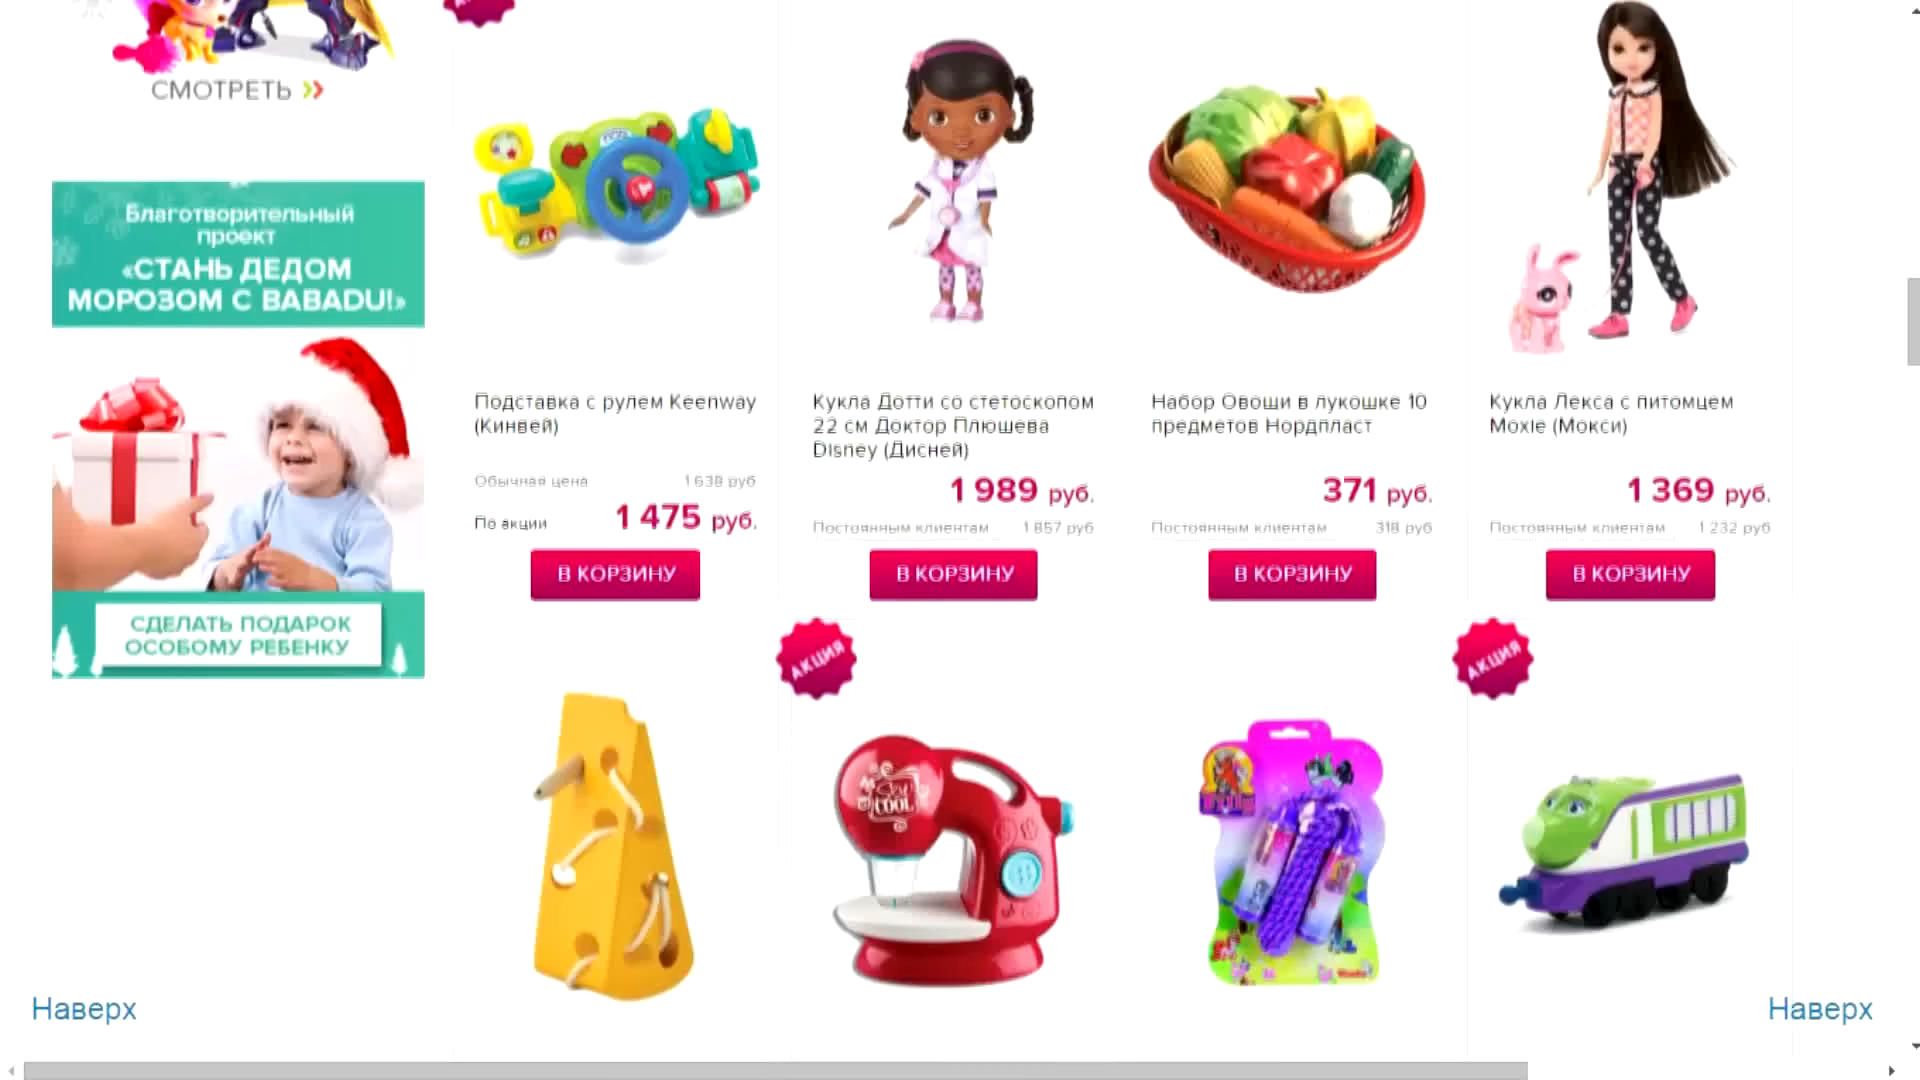 СМОТРЕТЬ »
Благотворительный
проект
«СТАНЬ ДЕДОМ
МОРОЗОМ С BABADU!»
СДЕЛАТЬ ПОДАРОК
ОСОБОМУ РЕБЕНКУ
Подставка с рулем Keenway
(Кинвей)
Обычная цена 1 638 руб
По акции 1 475 руб.
В КОРЗИНУ
Кукла Дотти со стетоскопом
22 см Доктор Плюшева
Disney (Дисней)
1 989 руб.
Постоянным клиентам 1 857 руб
В КОРЗИНУ
Набор Овощи в лукошке 10
предметов Нордпласт
371 руб.
Постоянным клиентам 318 руб
В КОРЗИНУ
Кукла Лекса с питомцем
Moxie (Мокси)
1 369 руб.
Постоянным клиентам 1 232 руб
В КОРЗИНУ
АКЦИЯ
АКЦИЯ
COOL
Наверх
Наверх